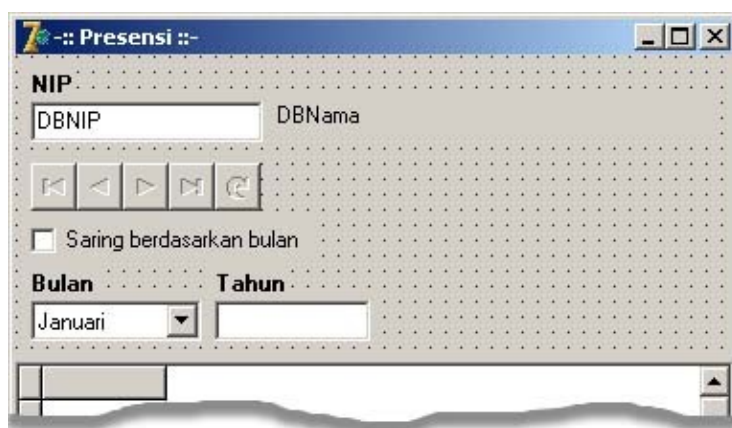 -:: Presensi ::-
NIP
DBNIP DBNama
Saring berdasarkan bulan
Bulan Tahun
Januari